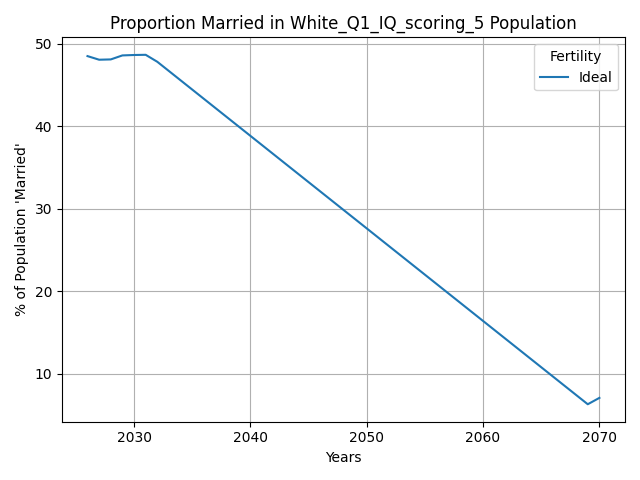 Proportion Married in White_Q1_IQ_scoring_5 Population
50
40
30
20
10
% of Population 'Married'
Fertility
Ideal
2030 2040 2050 2060 2070
Years